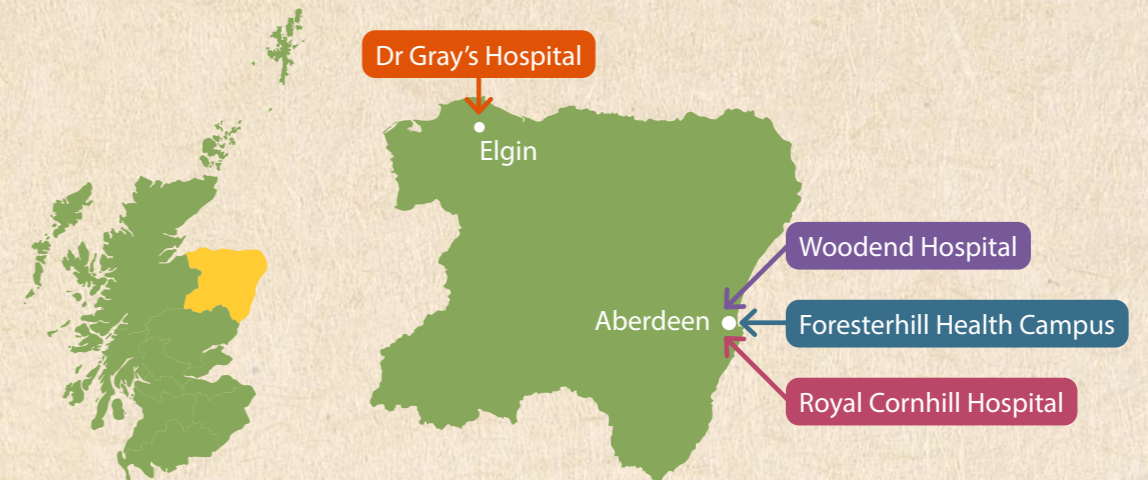 Dr Gray’s Hospital
Elgin
Woodend Hospital
Aberdeen
Foresterhill Health Campus
Royal Cornhill Hospital